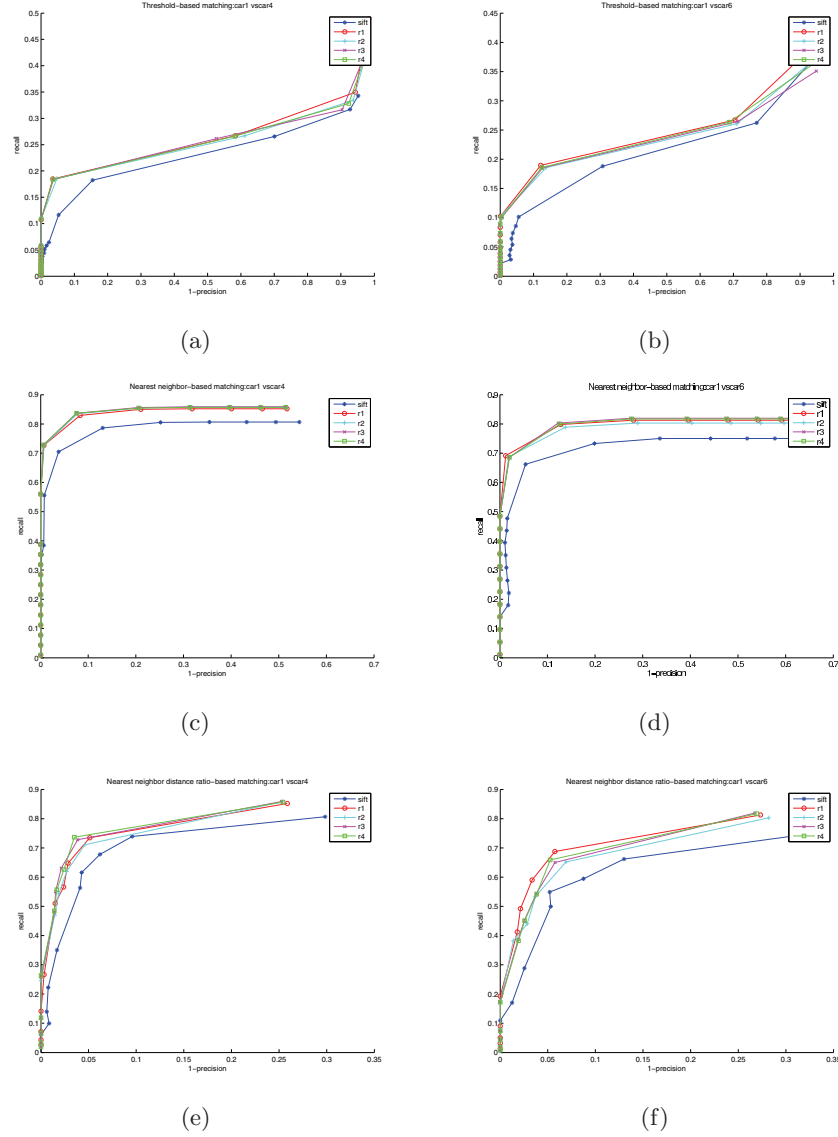 Threshold−based matching:car1 vscar4
sift
r1
r2
r3
r4
0.5
0.45
0.4
0.35
0.3
0.25
0.2
0.15
0.1
0.05
0
recall
0 0.1 0.2 0.3 0.4 0.5 0.6 0.7 0.8 0.9 1
1−precision
(a)
Threshold−based matching:car1 vscar6
sift
r1
r2
r3
r4
0.45
0.4
0.35
0.3
0.25
0.2
0.15
0.1
0.05
0
recall
0 0.1 0.2 0.3 0.4 0.5 0.6 0.7 0.8 0.9 1
1−precision
(b)
Nearest neighbor−based matching:car1 vscar4
sift
r1
r2
r3
r4
0.9
0.8
0.7
0.6
0.5
0.4
0.3
0.2
0.1
0
recall
0 0.1 0.2 0.3 0.4 0.5 0.6 0.7
1−precision
(c)
Nearest neighbor−based matching:car1 vscar6
sift
r1
r2
r3
r4
0.9
0.8
0.7
0.6
0.5
0.4
0.3
0.2
0.1
0
recall
0 0.1 0.2 0.3 0.4 0.5 0.6 0.7
1−precision
(d)
Nearest neighbor distance ratio−based matching:car1 vscar4
sift
r1
r2
r3
r4
0.9
0.8
0.7
0.6
0.5
0.4
0.3
0.2
0.1
0
recall
0 0.05 0.1 0.15 0.2 0.25 0.3 0.35
1−precision
(e)
Nearest neighbor distance ratio−based matching:car1 vscar6
sift
r1
r2
r3
r4
0.9
0.8
0.7
0.6
0.5
0.4
0.3
0.2
0.1
0
recall
0 0.05 0.1 0.15 0.2 0.25 0.3 0.35
1−precision
(f)